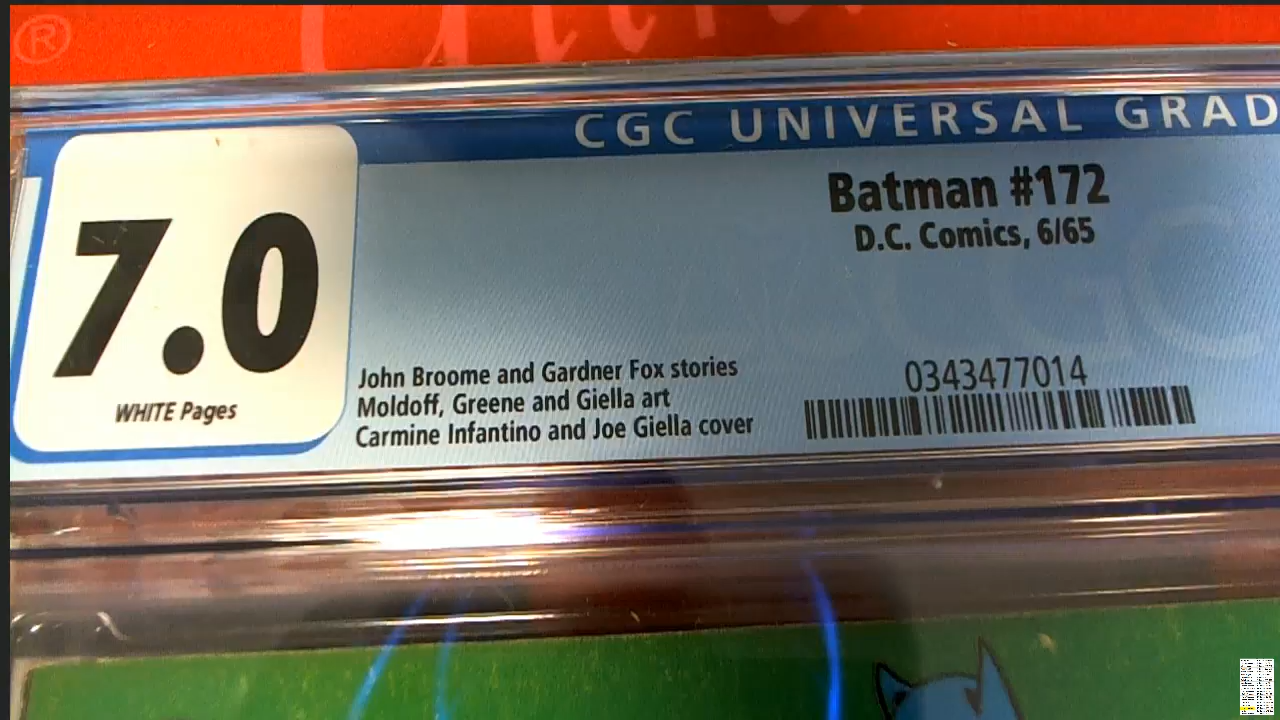 ®
CGC UNIVERSAL GRAD
Batman #172
D.C. Comics, 6/65
7.0
WHITE Pages
John Broome and Gardner Fox stories
Moldoff, Greene and Giella art
Carmine Infantino and Joe Giella cover
0343477014